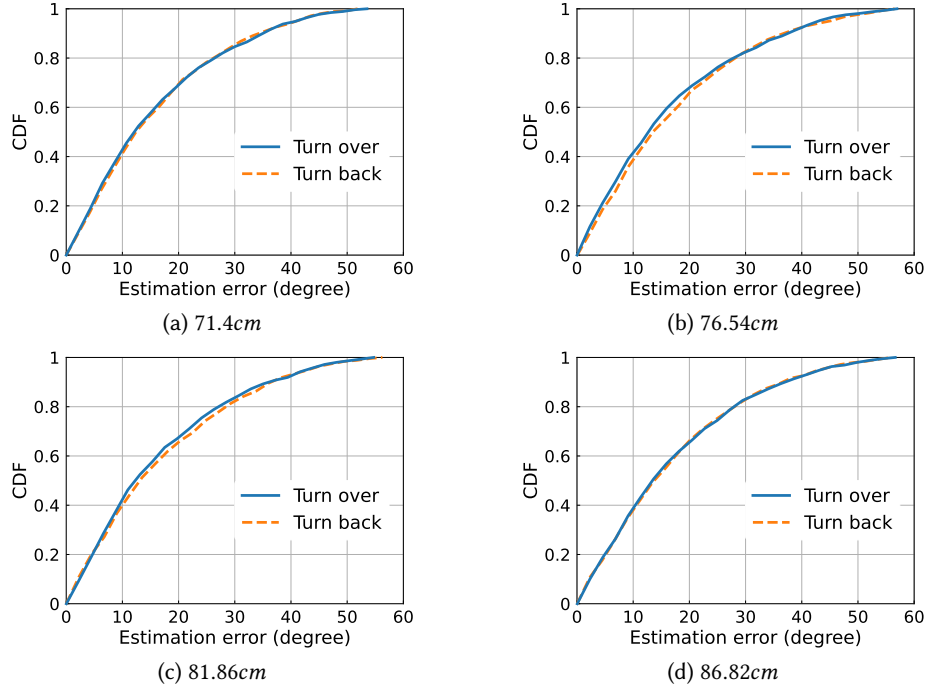 1
0.8
0.6
0.4
0.2
0
CDF
Turn over
Turn back
0 10 20 30 40 50 60
Estimation error (degree)
(a) 71.4cm
1
0.8
0.6
0.4
0.2
0
CDF
Turn over
Turn back
0 10 20 30 40 50 60
Estimation error (degree)
(b) 76.54cm
1
0.8
0.6
0.4
0.2
0
CDF
Turn over
Turn back
0 10 20 30 40 50 60
Estimation error (degree)
(c) 81.86cm
1
0.8
0.6
0.4
0.2
0
CDF
Turn over
Turn back
0 10 20 30 40 50 60
Estimation error (degree)
(d) 86.82cm